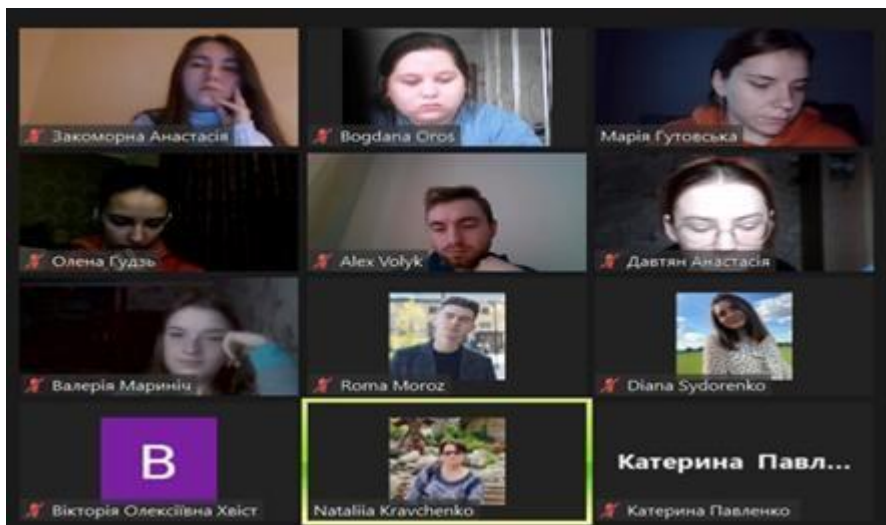 Закоморна Анастасія
Bogdana Oros
Марія Гутовська
Олена Гудзь
Alex Volyk
Давтян Анастасія
Валерія Мариніч
Roma Moroz
Diana Sydorenko
В
Катерина Павл...
Вікторія Олексіївна Хвіст
Nataliia Kravchenko
Катерина Павленко